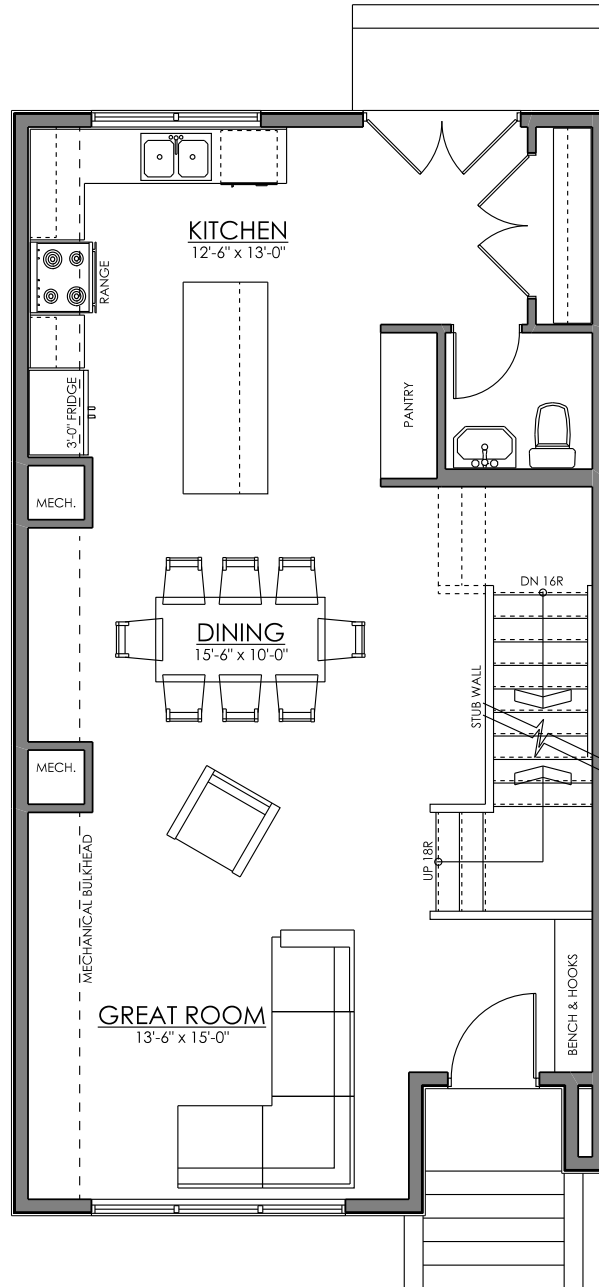 KITCHEN
12'-6" x 13'-0"
RANGE
3'-0" FRIDGE
PANTRY
MECH.
DN 16R
DINING
15'-6" x 10'-0"
STUB WALL
MECH.
UP 18R
MECHANICAL BULKHEAD
GREAT ROOM
13'-6" x 15'-0"
BENCH & HOOKS